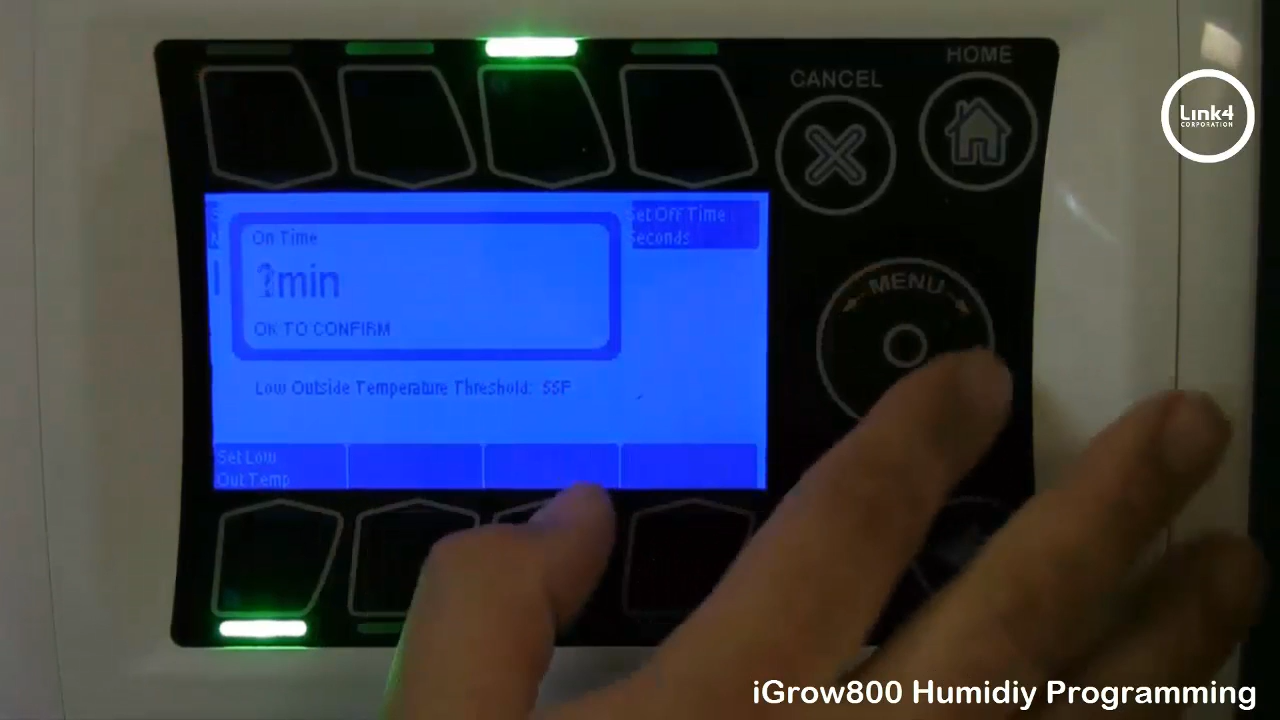 HOME
CANCEL
Link4
CORPORATION
Set Off Time
Seconds
On Time
min
OK TO CONFIRM
MENU
Low Outside Temperature Threshold: 55F
Set Low
Out Temp
iGrow800 Humidiy Programming